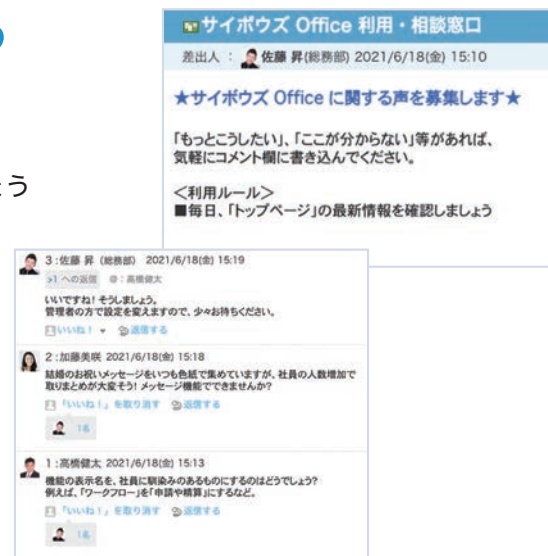 う
サイボウズ Office 利用・相談窓口
差出人 : 佐藤 昇(総務部) 2021/6/18(金) 15:10
★サイボウズ Office に関する声を募集します★
「もっとこうしたい」、「ここが分からない」等があれば、
気軽にコメント欄に書き込んでください。
＜利用ルール＞
■毎日、「トップページ」の最新情報を確認しましょう
3 :佐藤 昇 (総務部) 2021/6/18(金) 15:19
>1 への返信 @ : 高橋健太
いいですね! そうしましょう。
管理者の方で設定を変えますので、少々お待ちください。
いいね! 返信する
2 :加藤美咲 2021/6/18(金) 15:18
結婚のお祝いメッセージをいつも色紙で集めていますが、社員の人数増加で
取りまとめが大変そう! メッセージ機能でできませんか?
「いいね!」を取り消す 返信する
1名
1 :高橋健太 2021/6/18(金) 15:13
機能の表示名を、社員に馴染みのあるものにするのはどうでしょう?
例えば、「ワークフロー」を「申請や精算」にするなど。
「いいね!」を取り消す 返信する
1名